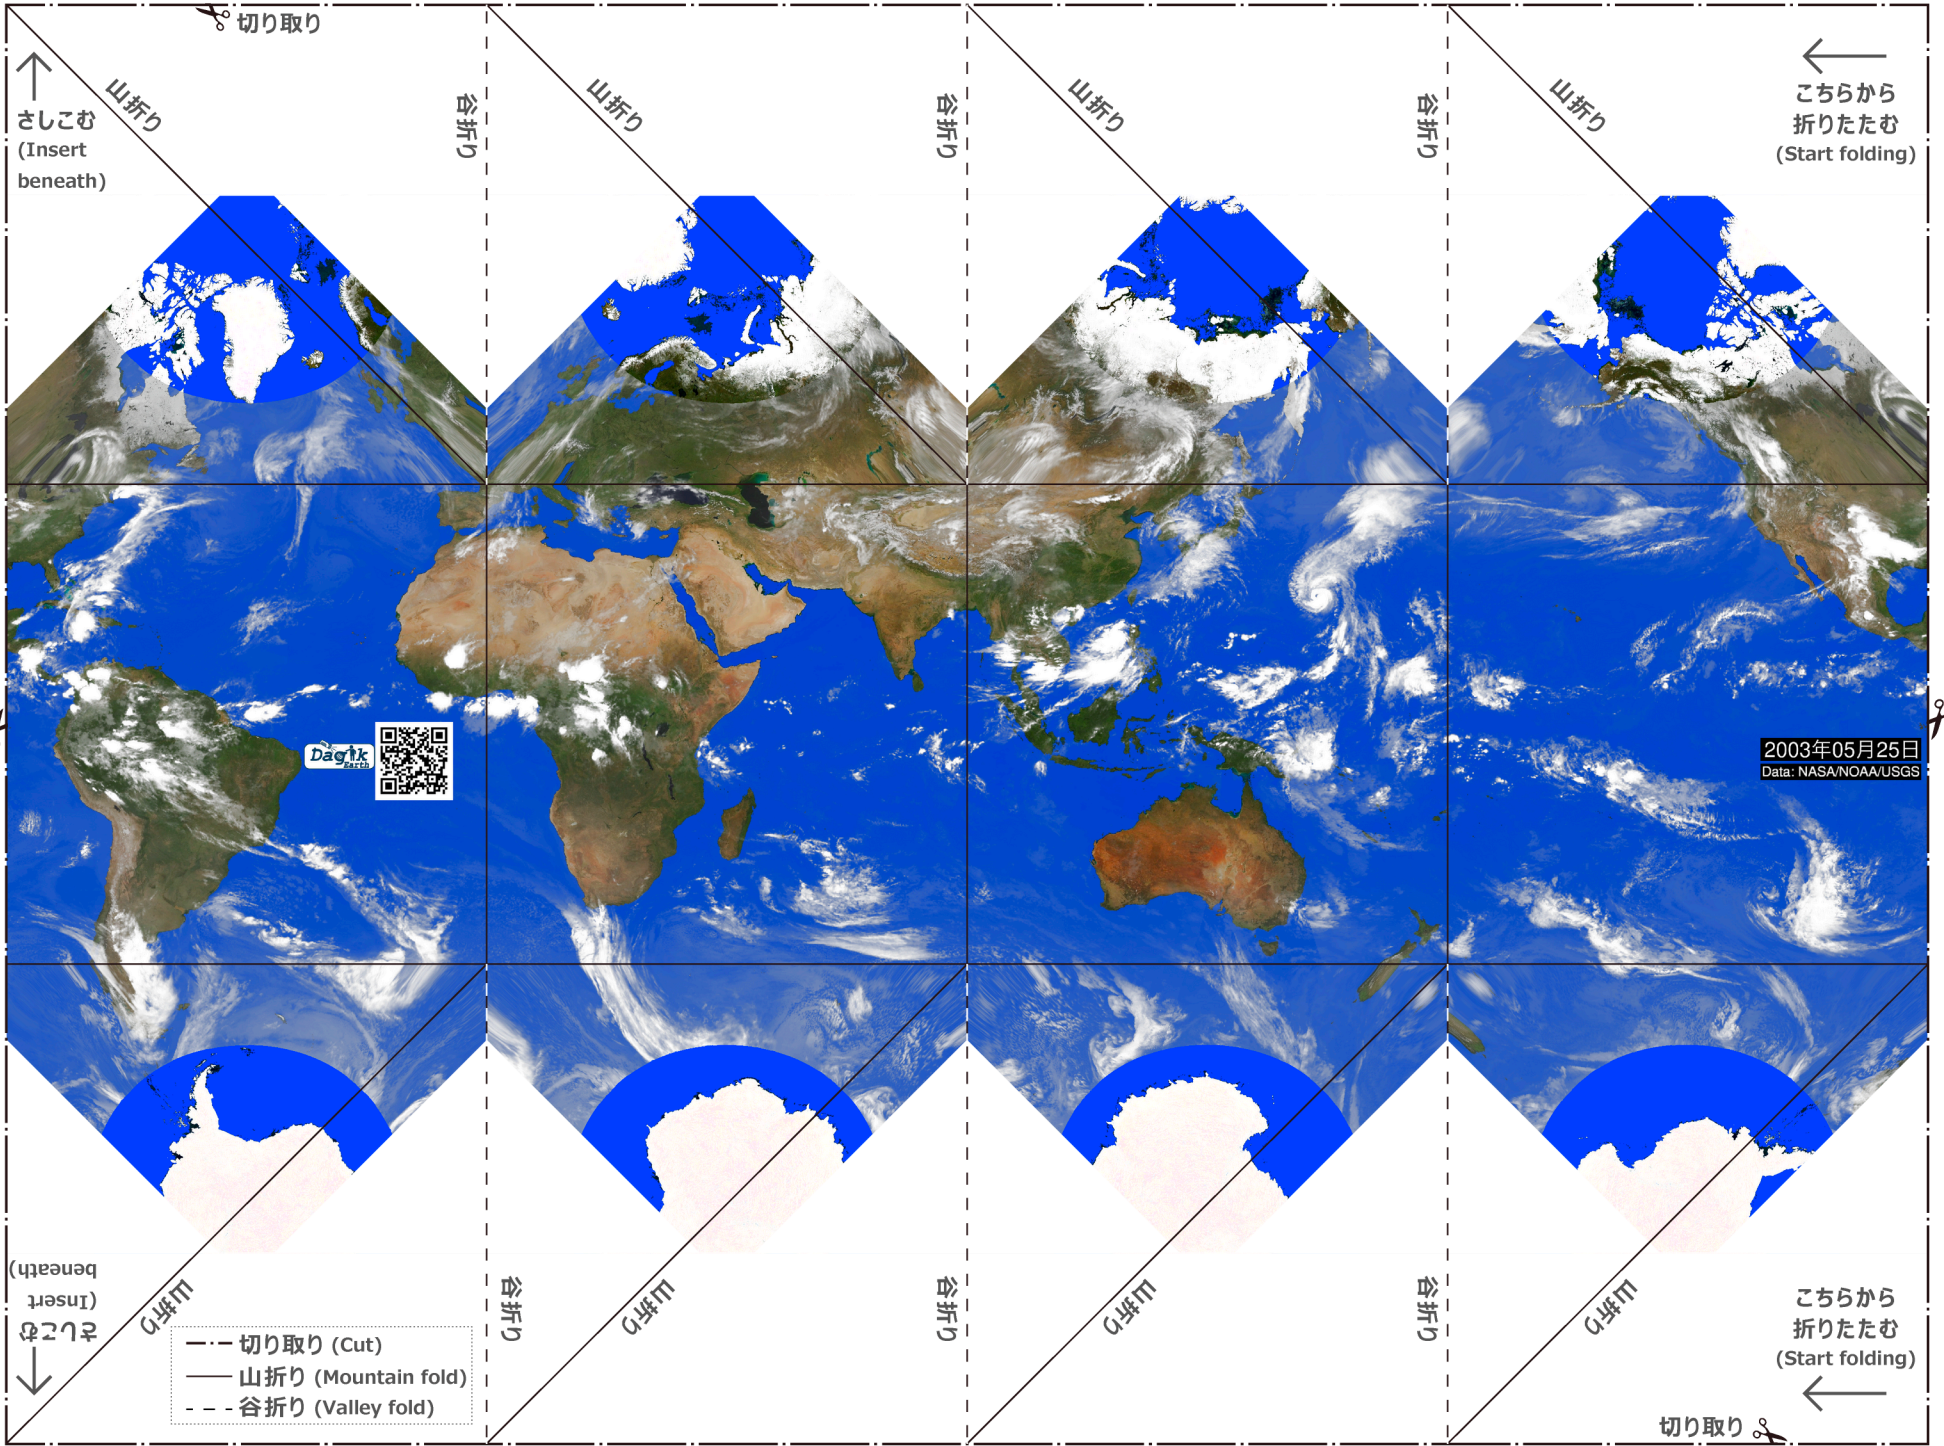 切り取り
山折り
谷折り
山折り
谷折り
山折り
谷折り
山折り
さしこむ
(Insert
beneath)
こちらから
折りたたむ
(Start folding)
Dagik
Earth
2003年05月25日
Data: NASA/NOAA/USGS
さしこむ
(Insert
beneath)
山折り
谷折り
山折り
谷折り
山折り
谷折り
山折り
こちらから
折りたたむ
(Start folding)
切り取り (Cut)
山折り (Mountain fold)
谷折り (Valley fold)
切り取り